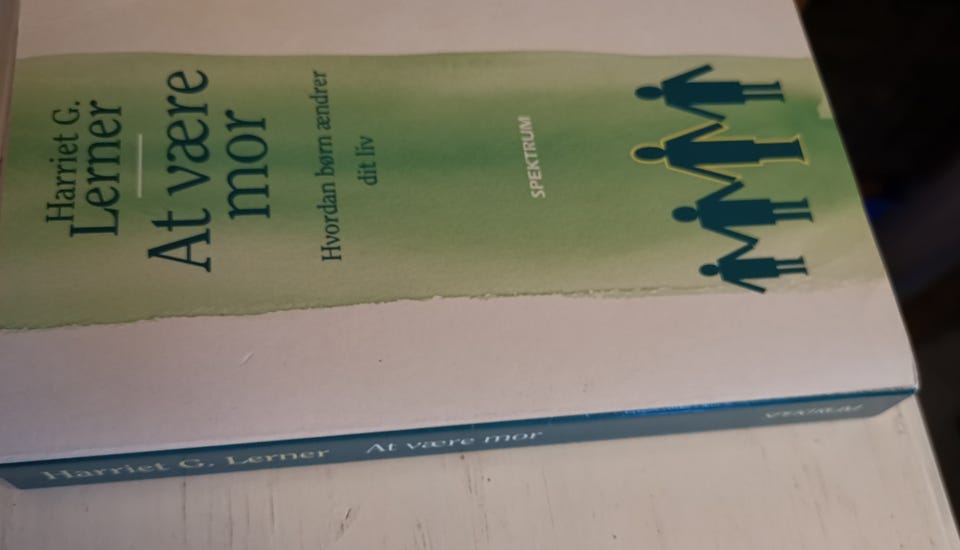 Harriet G.
Lerner
At være
mor
Hvordan børn ændrer
dit liv
SPEKTRUM
Harriet G. Lerner At være mor SPEKTRUM